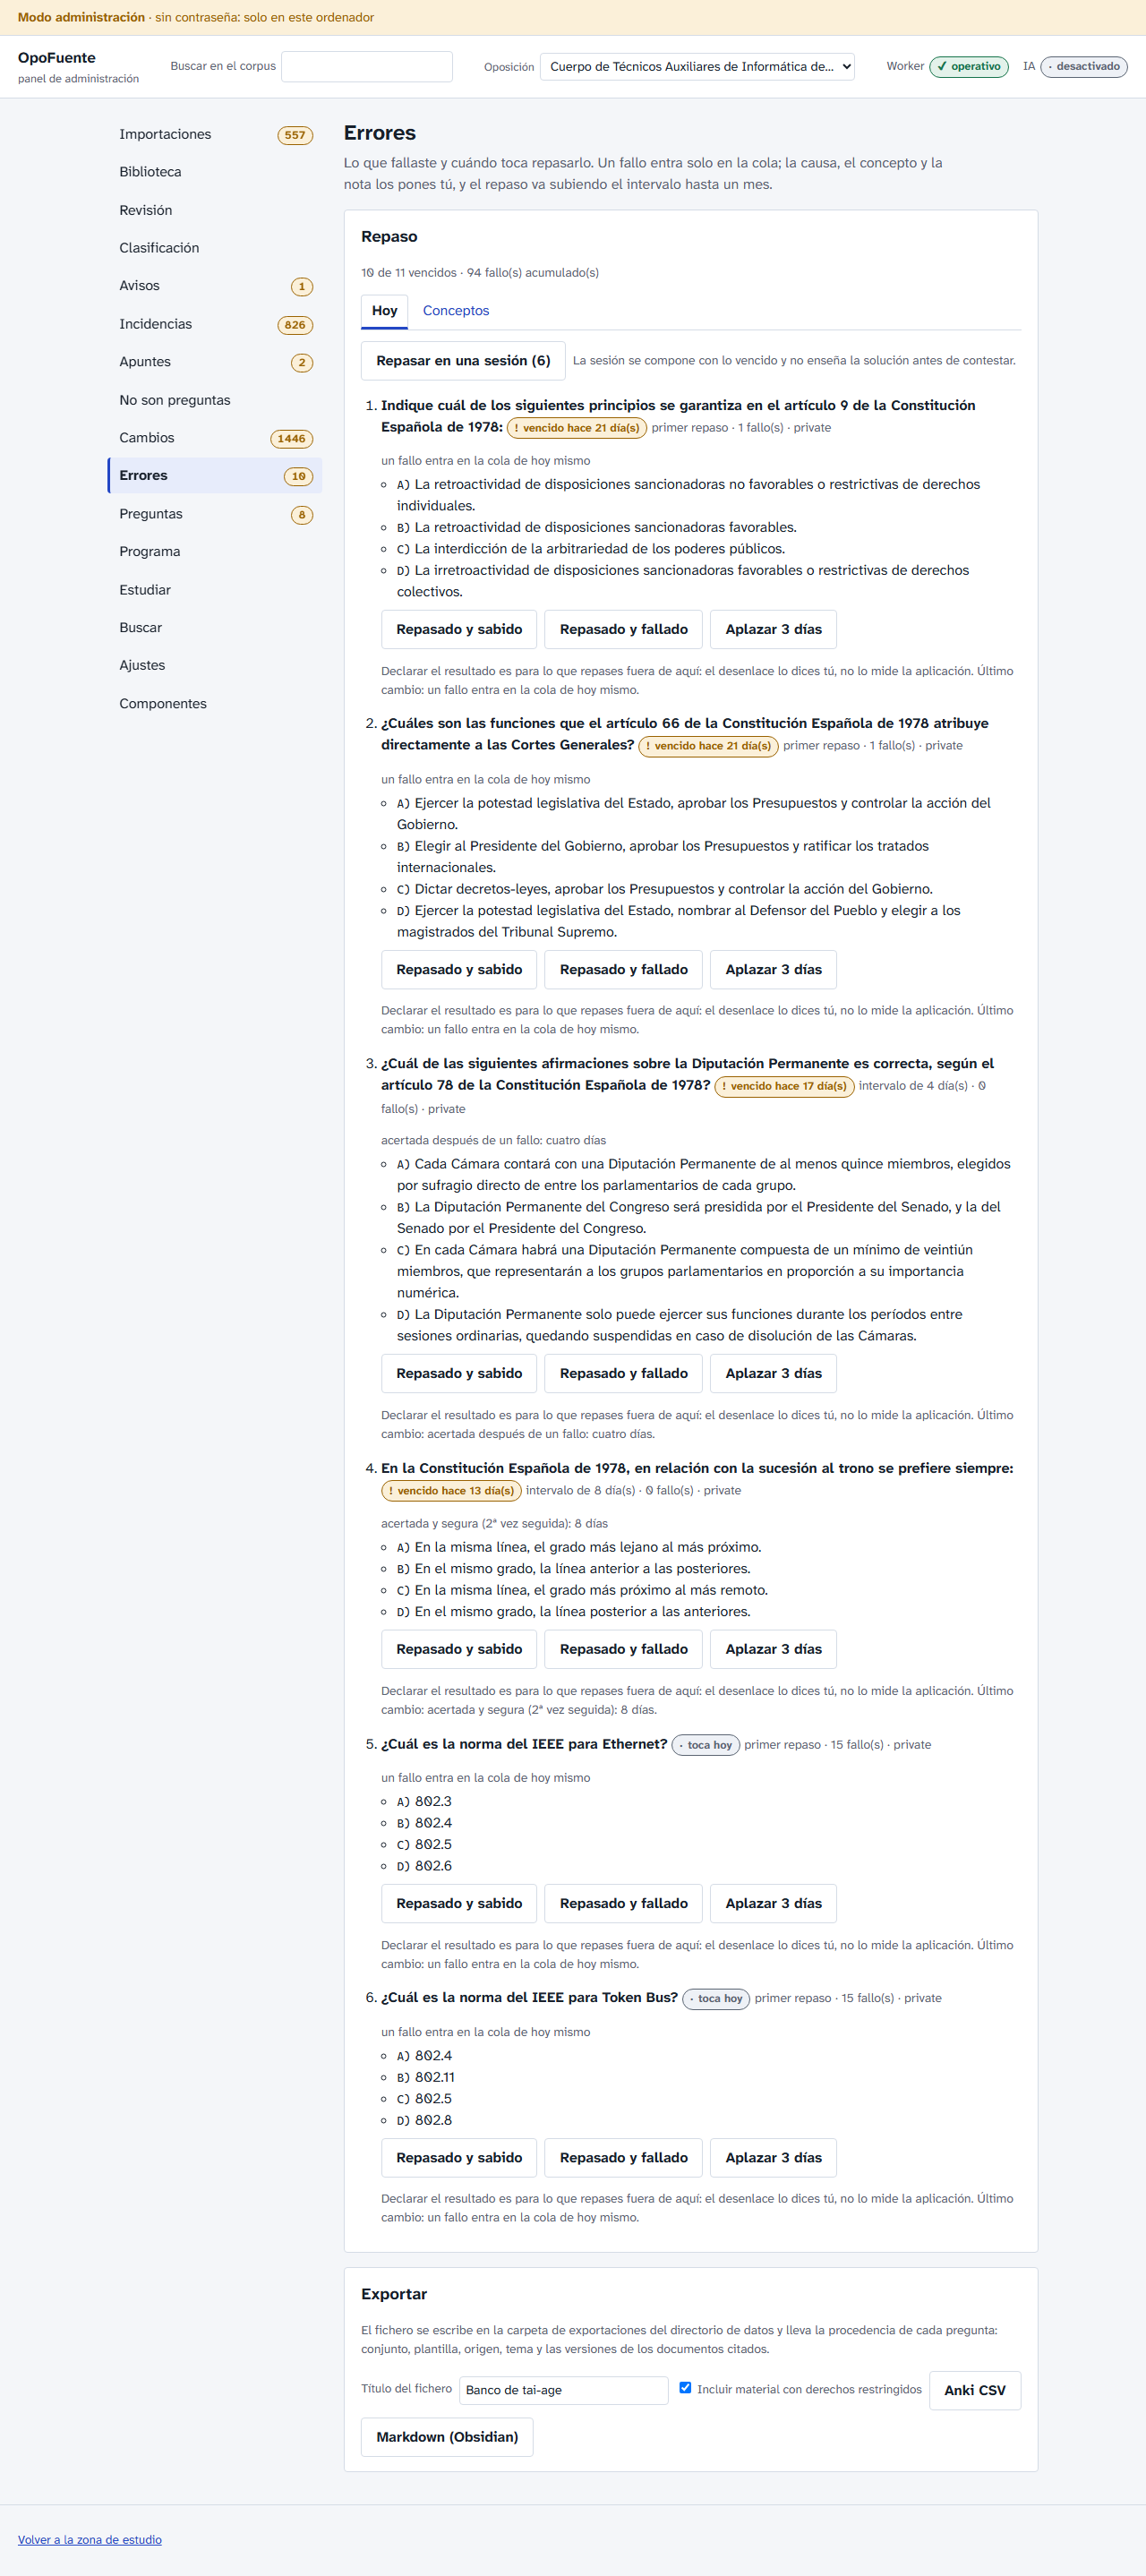 Modo administración · sin contraseña: solo en este ordenador
OpoFuente
panel de administración
Buscar en el corpus
Oposición
Cuerpo de Técnicos Auxiliares de Informática de...
Worker ✓ operativo
IA · desactivado
Importaciones 557
Biblioteca
Revisión
Clasificación
Avisos 1
Incidencias 826
Apuntes 2
No son preguntas
Cambios 1446
Errores 10
Preguntas 8
Programa
Estudiar
Buscar
Ajustes
Componentes
Errores
Lo que fallaste y cuándo toca repasarlo. Un fallo entra solo en la cola; la causa, el concepto y la
nota los pones tú, y el repaso va subiendo el intervalo hasta un mes.
Repaso
10 de 11 vencidos · 94 fallo(s) acumulado(s)
Hoy
Conceptos
Repasar en una sesión (6)
La sesión se compone con lo vencido y no enseña la solución antes de contestar.
1. Indique cuál de los siguientes principios se garantiza en el artículo 9 de la Constitución
Española de 1978: ! vencido hace 21 día(s) primer repaso · 1 fallo(s) · private
un fallo entra en la cola de hoy mismo
A) La retroactividad de disposiciones sancionadoras no favorables o restrictivas de derechos
individuales.
B) La retroactividad de disposiciones sancionadoras favorables.
C) La interdicción de la arbitrariedad de los poderes públicos.
D) La irretroactividad de disposiciones sancionadoras favorables o restrictivas de derechos
colectivos.
Repasado y sabido
Repasado y fallado
Aplazar 3 días
Declarar el resultado es para lo que repases fuera de aquí: el desenlace lo dices tú, no lo mide la aplicación. Último
cambio: un fallo entra en la cola de hoy mismo.
2. ¿Cuáles son las funciones que el artículo 66 de la Constitución Española de 1978 atribuye
directamente a las Cortes Generales? ! vencido hace 21 día(s) primer repaso · 1 fallo(s) · private
un fallo entra en la cola de hoy mismo
A) Ejercer la potestad legislativa del Estado, aprobar los Presupuestos y controlar la acción del
Gobierno.
B) Elegir al Presidente del Gobierno, aprobar los Presupuestos y ratificar los tratados
internacionales.
C) Dictar decretos-leyes, aprobar los Presupuestos y controlar la acción del Gobierno.
D) Ejercer la potestad legislativa del Estado, nombrar al Defensor del Pueblo y elegir a los
magistrados del Tribunal Supremo.
Repasado y sabido
Repasado y fallado
Aplazar 3 días
Declarar el resultado es para lo que repases fuera de aquí: el desenlace lo dices tú, no lo mide la aplicación. Último
cambio: un fallo entra en la cola de hoy mismo.
3. ¿Cuál de las siguientes afirmaciones sobre la Diputación Permanente es correcta, según el
artículo 78 de la Constitución Española de 1978? ! vencido hace 17 día(s) intervalo de 4 día(s) · 0
fallo(s) · private
acertada después de un fallo: cuatro días
A) Cada Cámara contará con una Diputación Permanente de al menos quince miembros, elegidos
por sufragio directo de entre los parlamentarios de cada grupo.
B) La Diputación Permanente del Congreso será presidida por el Presidente del Senado, y la del
Senado por el Presidente del Congreso.
C) En cada Cámara habrá una Diputación Permanente compuesta de un mínimo de veintiún
miembros, que representarán a los grupos parlamentarios en proporción a su importancia
numérica.
D) La Diputación Permanente solo puede ejercer sus funciones durante los períodos entre
sesiones ordinarias, quedando suspendidas en caso de disolución de las Cámaras.
Repasado y sabido
Repasado y fallado
Aplazar 3 días
Declarar el resultado es para lo que repases fuera de aquí: el desenlace lo dices tú, no lo mide la aplicación. Último
cambio: acertada después de un fallo: cuatro días.
4. En la Constitución Española de 1978, en relación con la sucesión al trono se prefiere siempre:
! vencido hace 13 día(s) intervalo de 8 día(s) · 0 fallo(s) · private
acertada y segura (2ª vez seguida): 8 días
A) En la misma línea, el grado más lejano al más próximo.
B) En el mismo grado, la línea anterior a las posteriores.
C) En la misma línea, el grado más próximo al más remoto.
D) En el mismo grado, la línea posterior a las anteriores.
Repasado y sabido
Repasado y fallado
Aplazar 3 días
Declarar el resultado es para lo que repases fuera de aquí: el desenlace lo dices tú, no lo mide la aplicación. Último
cambio: acertada y segura (2ª vez seguida): 8 días.
5. ¿Cuál es la norma del IEEE para Ethernet? · toca hoy primer repaso · 15 fallo(s) · private
un fallo entra en la cola de hoy mismo
A) 802.3
B) 802.4
C) 802.5
D) 802.6
Repasado y sabido
Repasado y fallado
Aplazar 3 días
Declarar el resultado es para lo que repases fuera de aquí: el desenlace lo dices tú, no lo mide la aplicación. Último
cambio: un fallo entra en la cola de hoy mismo.
6. ¿Cuál es la norma del IEEE para Token Bus? · toca hoy primer repaso · 15 fallo(s) · private
un fallo entra en la cola de hoy mismo
A) 802.4
B) 802.11
C) 802.5
D) 802.8
Repasado y sabido
Repasado y fallado
Aplazar 3 días
Declarar el resultado es para lo que repases fuera de aquí: el desenlace lo dices tú, no lo mide la aplicación. Último
cambio: un fallo entra en la cola de hoy mismo.
Exportar
El fichero se escribe en la carpeta de exportaciones del directorio de datos y lleva la procedencia de cada pregunta:
conjunto, plantilla, origen, tema y las versiones de los documentos citados.
Título del fichero
Banco de tai-age
Incluir material con derechos restringidos
Anki CSV
Markdown (Obsidian)
Volver a la zona de estudio